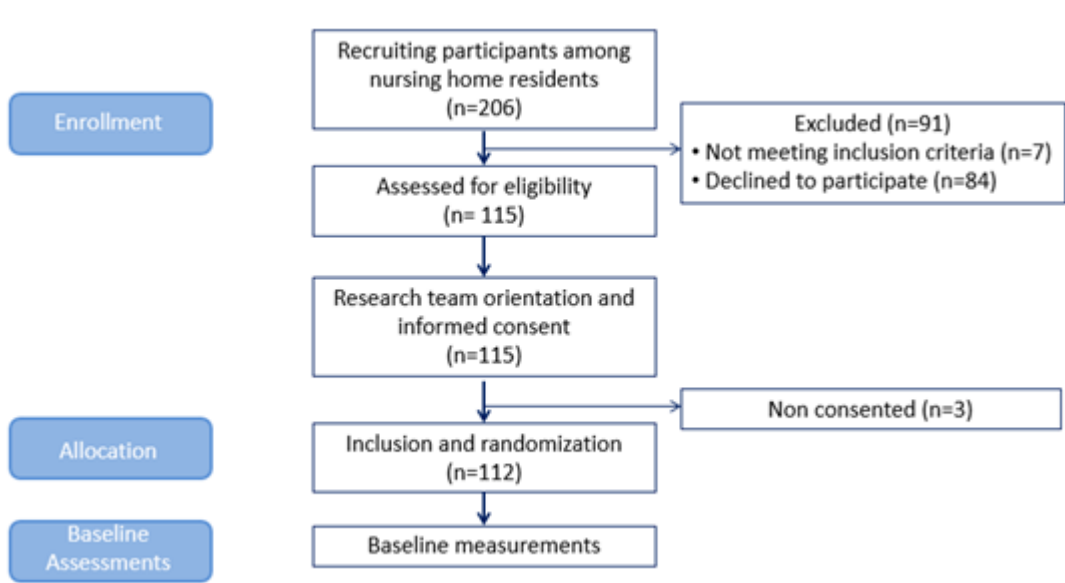 Recruiting participants among
nursing home residents
(n=206)
Enrollment
Excluded (n=91)
• Not meeting inclusion criteria (n=7)
• Declined to participate (n=84)
Assessed for eligibility
(n= 115)
Research team orientation and
informed consent
(n=115)
Non consented (n=3)
Allocation
Inclusion and randomization
(n=112)
Baseline
Assessments
Baseline measurements